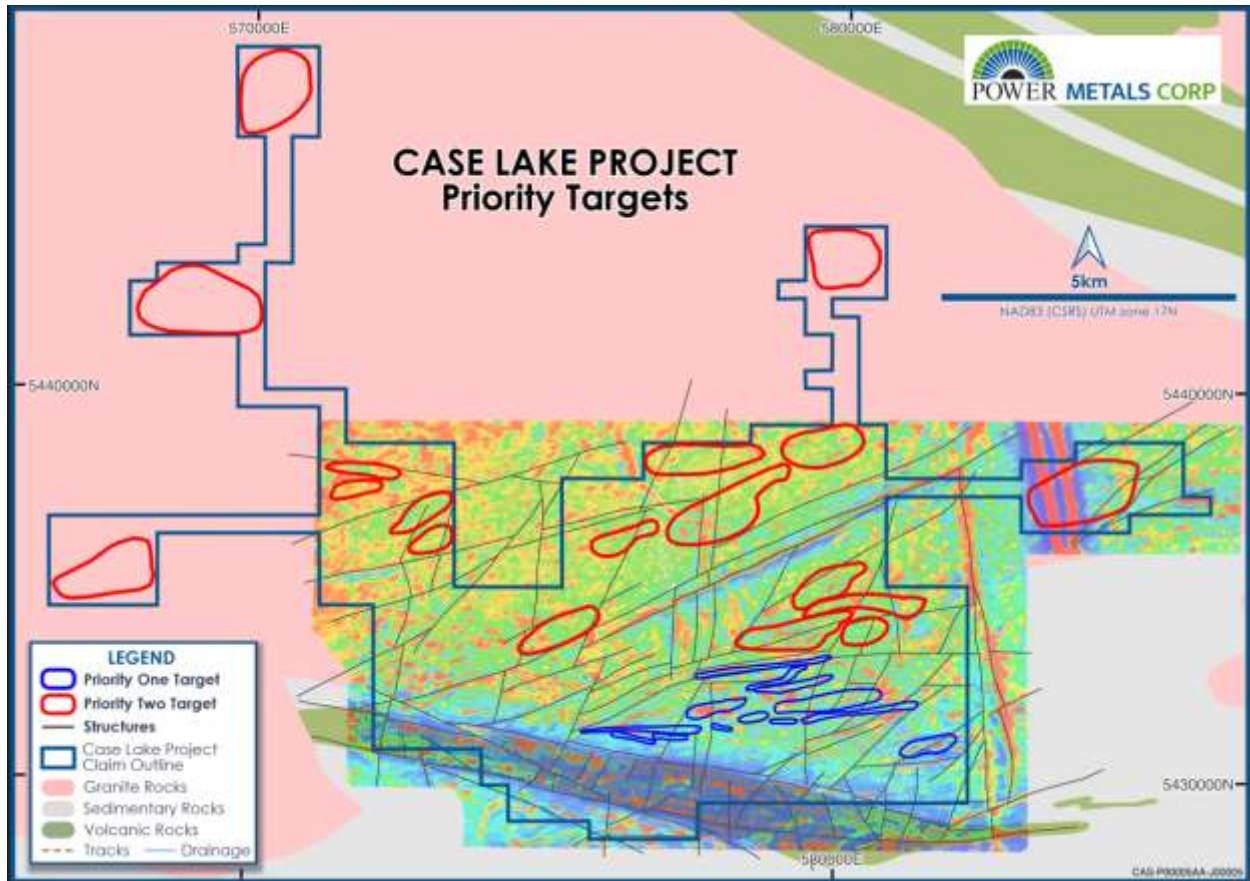 570000E
580000E
POWER METALS CORP
CASE LAKE PROJECT
Priority Targets
5km
NAD83 (CSRS) UTM zone 17N
5440000N
5440000N
LEGEND
Priority One Target
Priority Two Target
Structures
Case Lake Project
Claim Outline
Granite Rocks
Sedimentary Rocks
Volcanic Rocks
Tracks
Drainage
5430000N
580000E